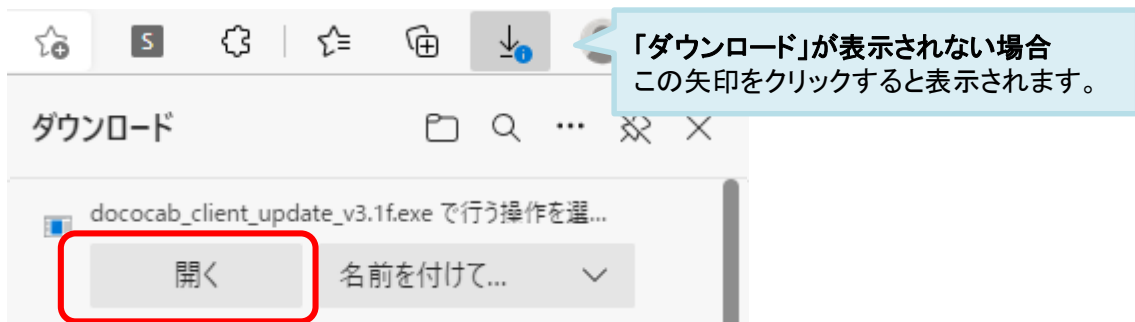 S
「ダウンロード」が表示されない場合
この矢印をクリックすると表示されます。
ダウンロード
dococab_client_update_v3.1f.exe で行う操作を選...
開く
名前を付けて...